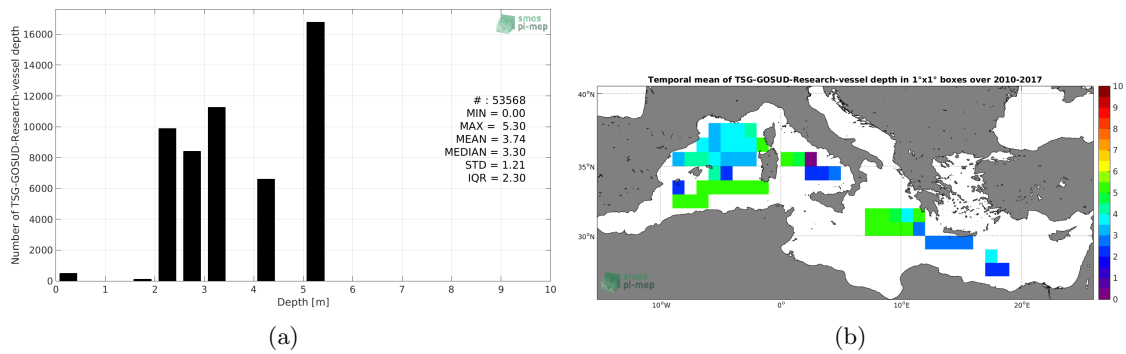 smos
pi-mep
Number of TSG-GOSUD-Research-vessel depth
16000
14000
12000
10000
8000
6000
4000
2000
0
# : 53568
MIN = 0.00
MAX = 5.30
MEAN = 3.74
MEDIAN = 3.30
STD = 1.21
IQR = 2.30
0 1 2 3 4 5 6 7 8 9 10
Depth [m]
(a)
Temporal mean of TSG-GOSUD-Research-vessel depth in 1°x1° boxes over 2010-2017
40°N
35°N
30°N
10°W 0° 10°E 20°E
10
9
8
7
6
5
4
3
2
1
0
smos
pi-mep
(b)